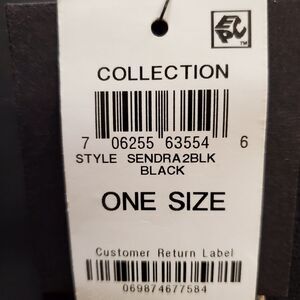 COLLECTION
7 06255 63554 6
STYLE SENDRA2BLK
BLACK
ONE SIZE
Customer Return Label
069874677584